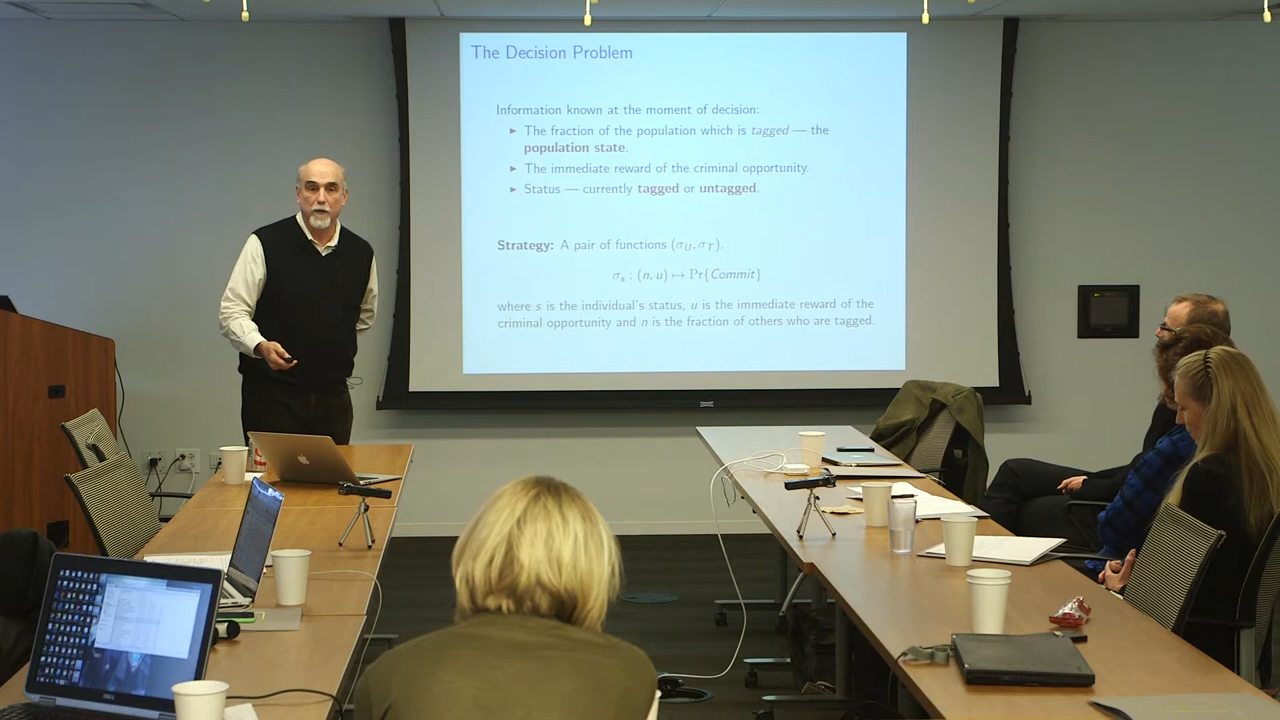 The Decision Problem
Information known at the moment of decision:
► The fraction of the population which is tagged — the
population state.
► The immediate reward of the criminal opportunity.
► Status — currently tagged or untagged.
Strategy: A pair of functions (σ_U, σ_T).
σ_s : (n, u) ↦ Pr{Commit}
where s is the individual's status, u is the immediate reward of the
criminal opportunity and n is the fraction of others who are tagged.
DELL